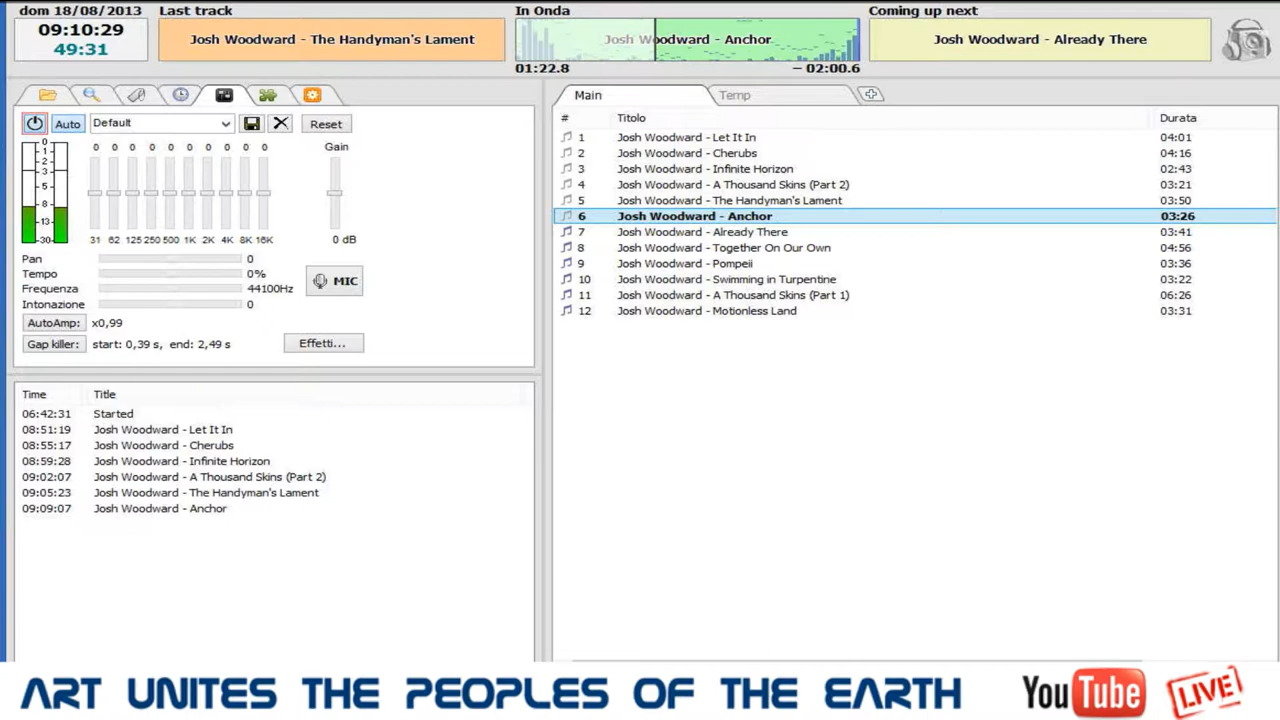 dom 18/08/2013
09:10:29
49:31
Last track
Josh Woodward - The Handyman's Lament
In Onda
Josh Woodward - Anchor
01:22.8
– 02:00.6
Coming up next
Josh Woodward - Already There
Auto
Default
Reset
0
1
2
3
5
8
13
30
0 0 0 0 0 0 0 0 0 0
31 62 125 250 500 1K 2K 4K 8K 16K
Gain
0 dB
Pan 0
Tempo 0%
Frequenza 44100Hz
Intonazione 0
MIC
AutoAmp: x0,99
Gap killer: start: 0,39 s, end: 2,49 s
Effetti...
Time Title
06:42:31 Started
08:51:19 Josh Woodward - Let It In
08:55:17 Josh Woodward - Cherubs
08:59:28 Josh Woodward - Infinite Horizon
09:02:07 Josh Woodward - A Thousand Skins (Part 2)
09:05:23 Josh Woodward - The Handyman's Lament
09:09:07 Josh Woodward - Anchor
Main Temp
# Titolo Durata
1 Josh Woodward - Let It In 04:01
2 Josh Woodward - Cherubs 04:16
3 Josh Woodward - Infinite Horizon 02:43
4 Josh Woodward - A Thousand Skins (Part 2) 03:21
5 Josh Woodward - The Handyman's Lament 03:50
6 Josh Woodward - Anchor 03:26
7 Josh Woodward - Already There 03:41
8 Josh Woodward - Together On Our Own 04:56
9 Josh Woodward - Pompeii 03:36
10 Josh Woodward - Swimming in Turpentine 03:22
11 Josh Woodward - A Thousand Skins (Part 1) 06:26
12 Josh Woodward - Motionless Land 03:31
ART UNITES THE PEOPLES OF THE EARTH
YouTube
LIVE